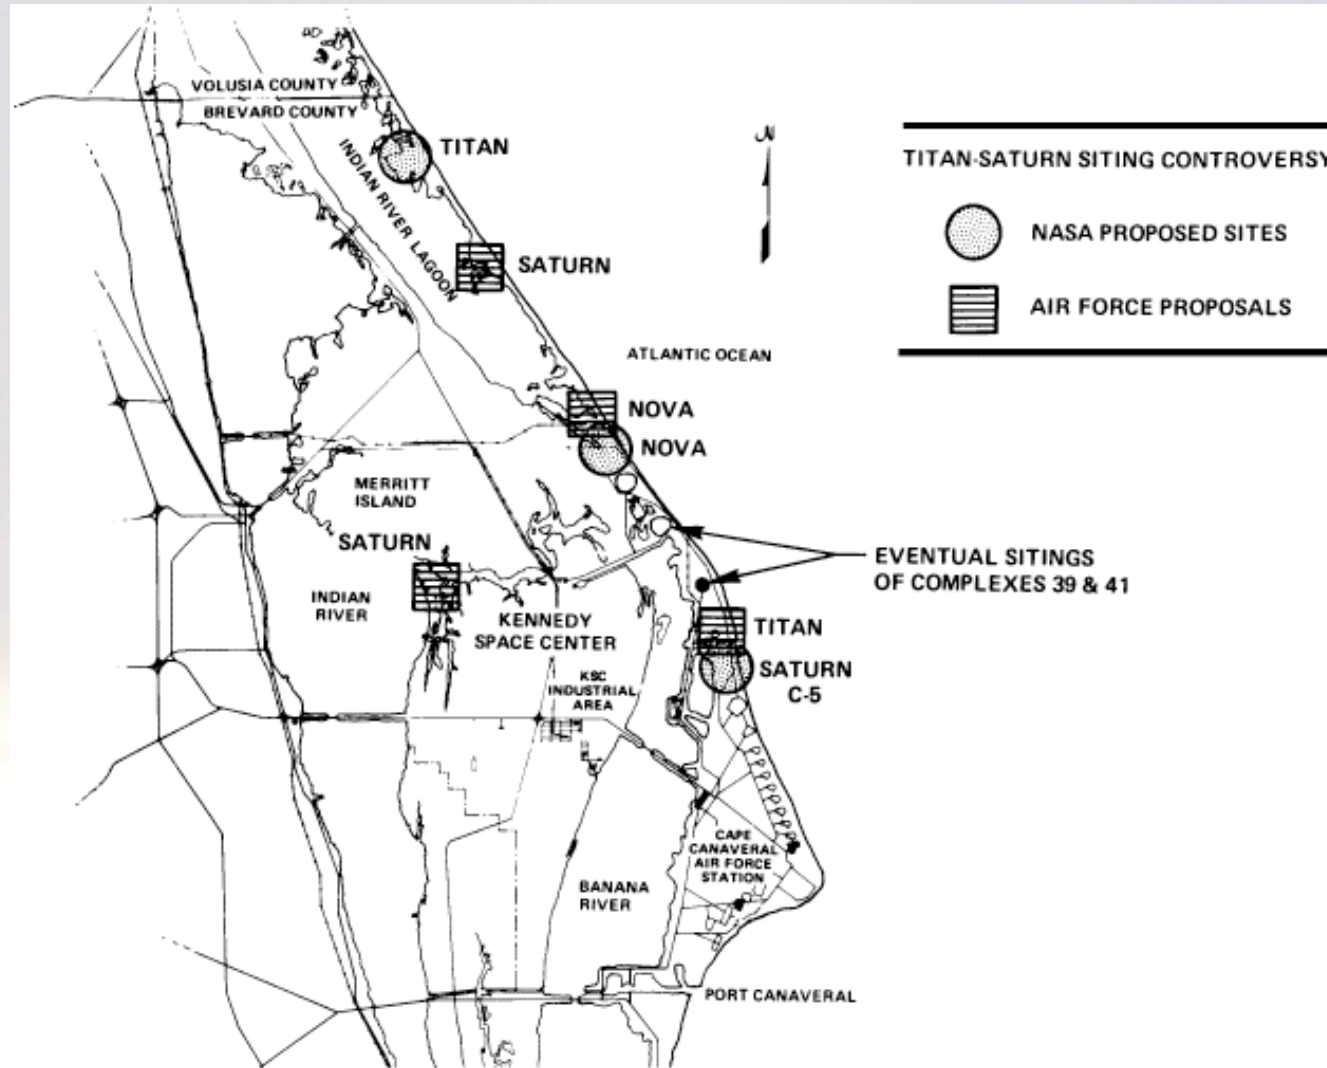 VOLUSIA COUNTY
BREVARD COUNTY
TITAN
INDIAN RIVER LAGOON
SATURN
ATLANTIC OCEAN
NOVA
NOVA
MERRITT
ISLAND
SATURN
INDIAN
RIVER
KENNEDY
SPACE CENTER
KSC
INDUSTRIAL
AREA
EVENTUAL SITINGS
OF COMPLEXES 39 & 41
TITAN
SATURN
C-5
CAPE
CANAVERAL
AIR FORCE
STATION
BANANA
RIVER
PORT CANAVERAL
N
TITAN-SATURN SITING CONTROVERSY
NASA PROPOSED SITES
AIR FORCE PROPOSALS